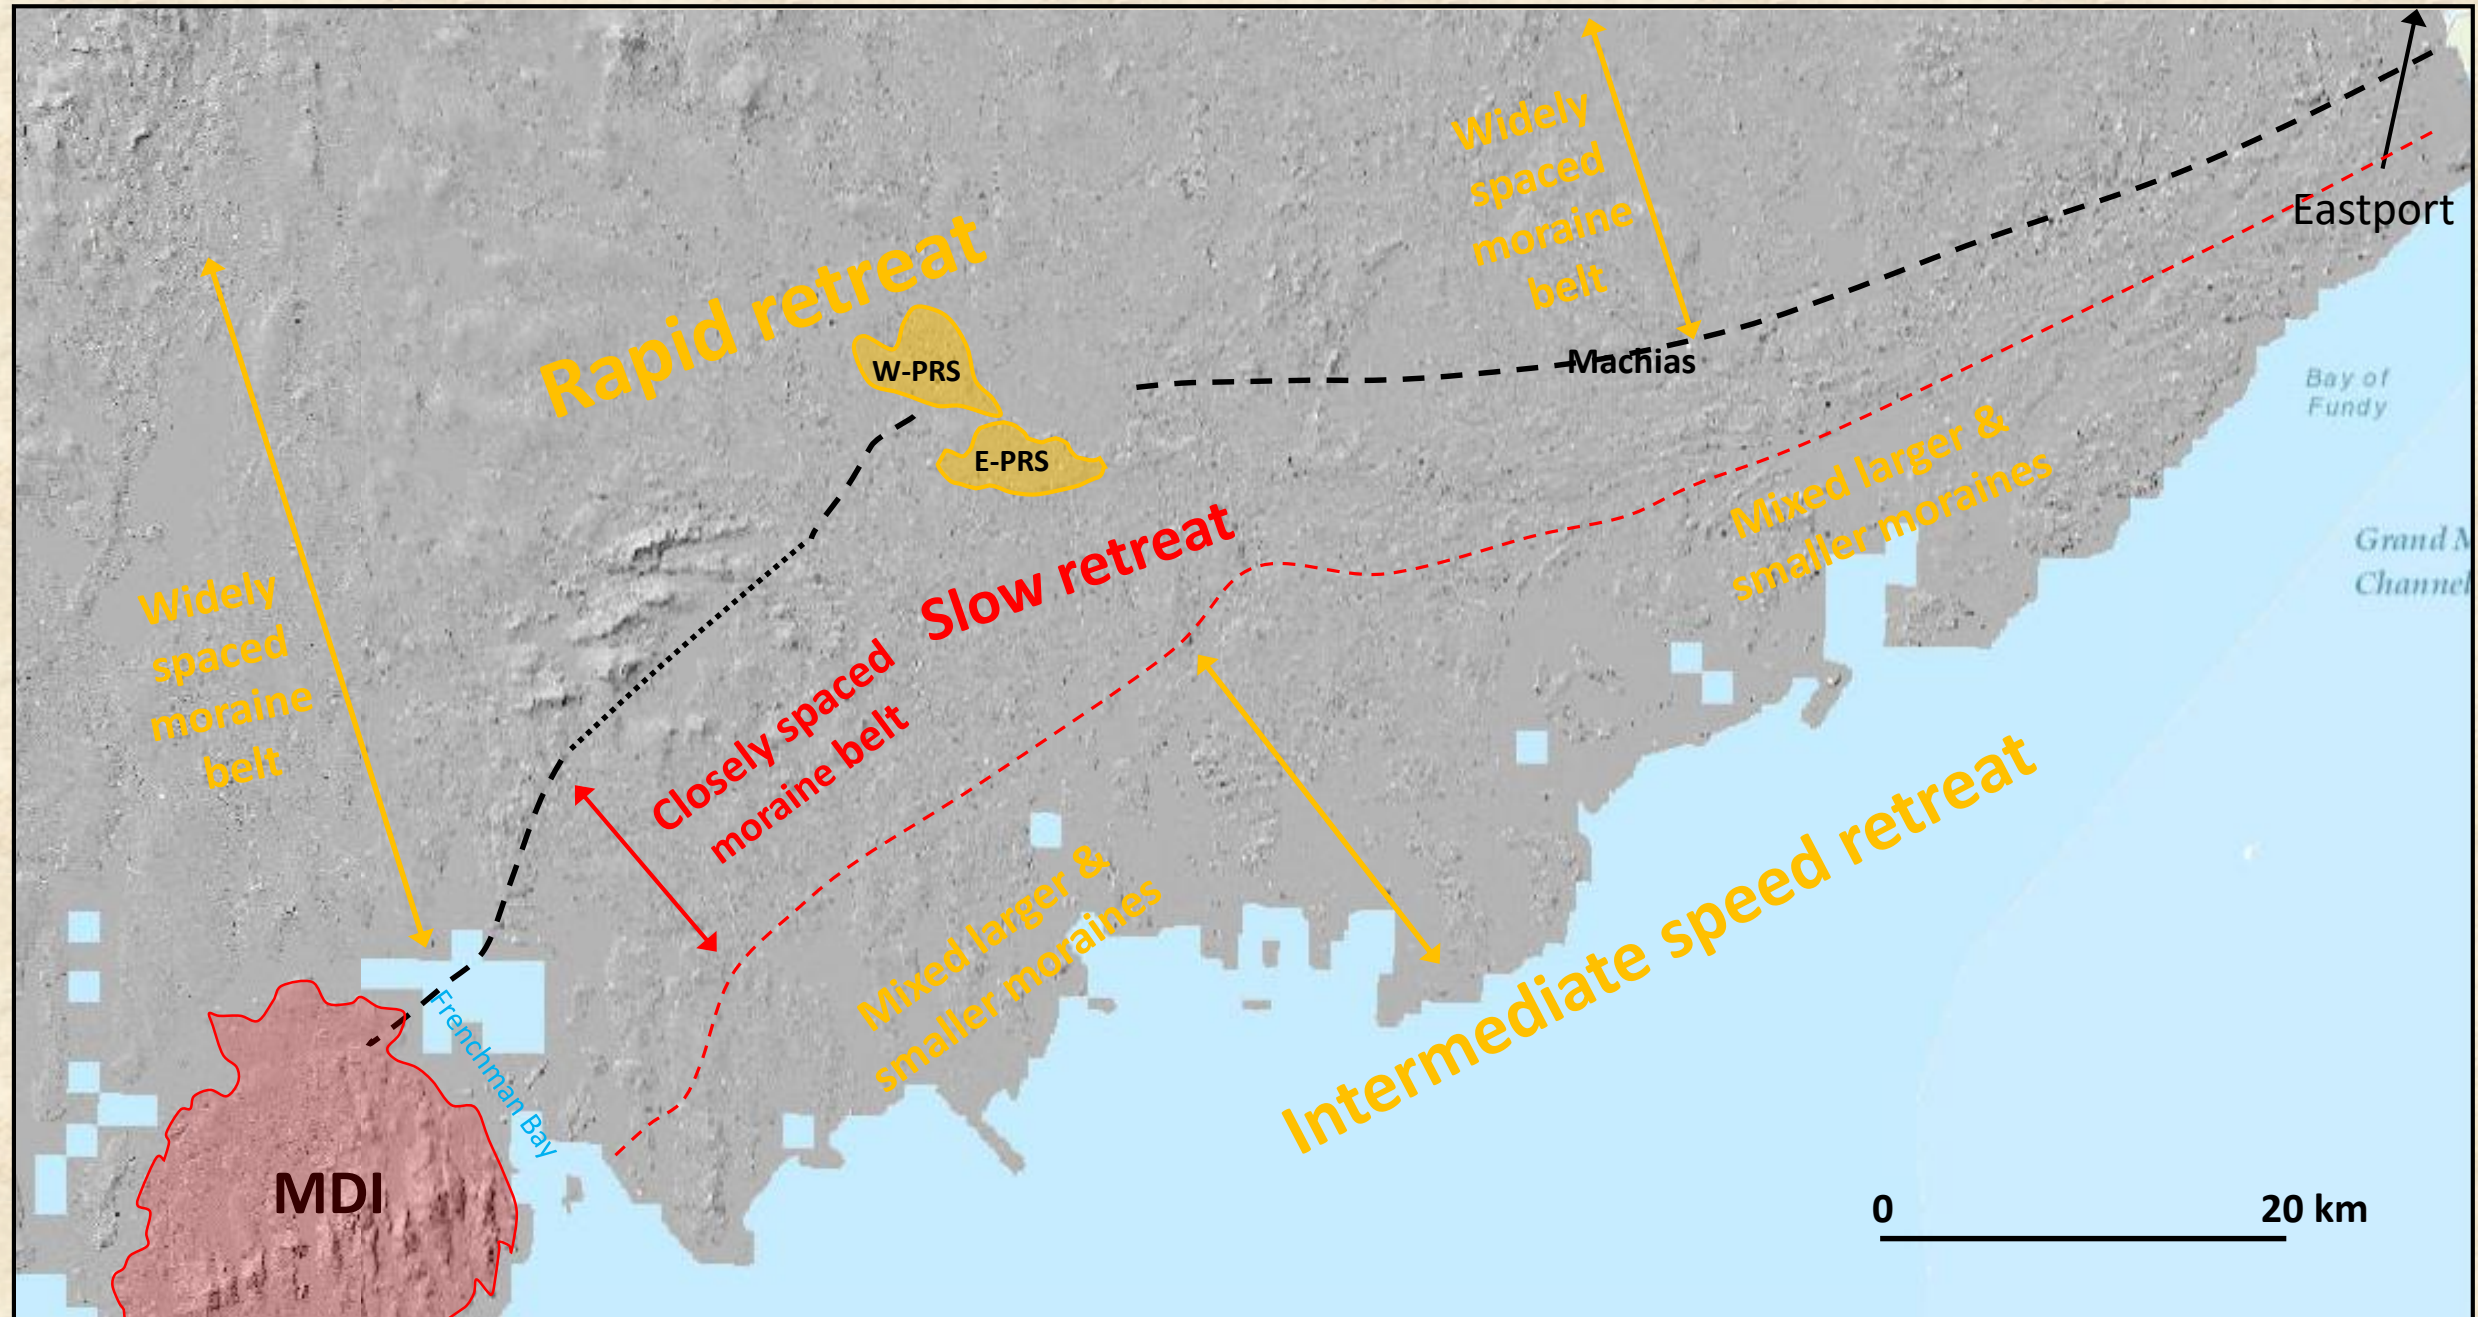 Widely
spaced
moraine
belt
Eastport
Rapid retreat
W-PRS
Machias
E-PRS
Bay of
Fundy
Mixed larger &
smaller moraines
Grand
Channel
Slow retreat
Widely
spaced
moraine
belt
Closely spaced
moraine belt
Mixed larger &
smaller moraines
Intermediate speed retreat
Frenchman Bay
MDI
0
20 km